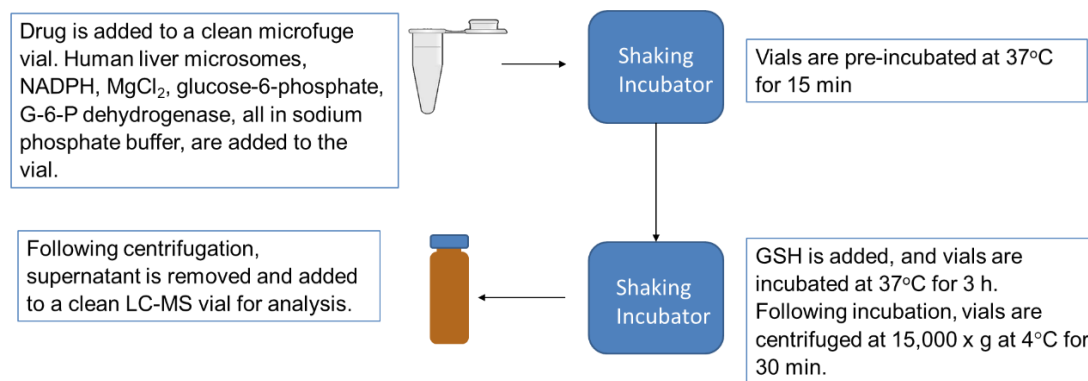 Drug is added to a clean microfuge
vial. Human liver microsomes,
NADPH, MgCl₂, glucose-6-phosphate,
G-6-P dehydrogenase, all in sodium
phosphate buffer, are added to the
vial.
Shaking
Incubator
Vials are pre-incubated at 37°C
for 15 min
Following centrifugation,
supernatant is removed and added
to a clean LC-MS vial for analysis.
Shaking
Incubator
GSH is added, and vials are
incubated at 37°C for 3 h.
Following incubation, vials are
centrifuged at 15,000 x g at 4°C for
30 min.